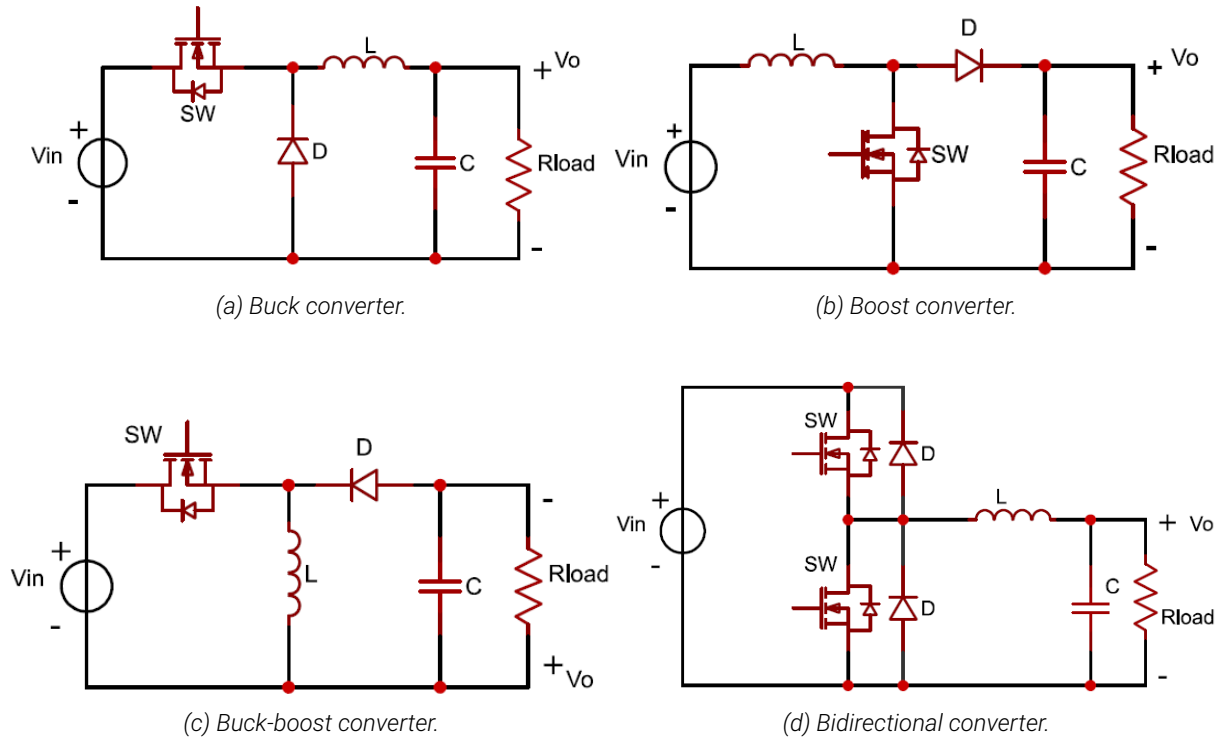 SW
L
+ Vo
+
Vin
-
D
C
Rload
-
(a) Buck converter.
L
D
+ Vo
+
Vin
-
SW
C
Rload
-
(b) Boost converter.
SW
D
-
+
Vin
-
L
C
Rload
+ Vo
(c) Buck-boost converter.
SW
D
L
+ Vo
+
Vin
-
SW
D
C
Rload
-
(d) Bidirectional converter.